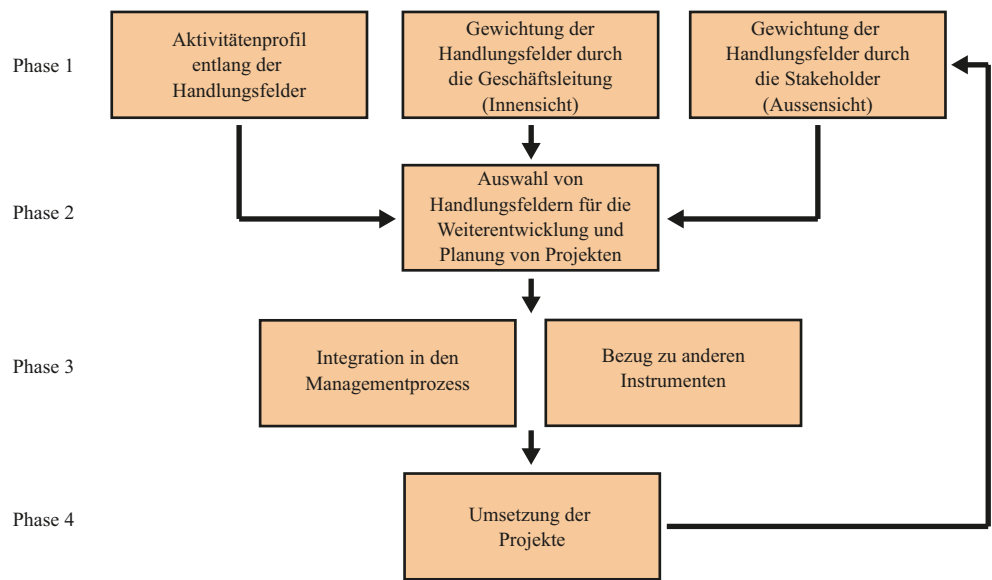 Phase 1
Aktivitätenprofil
entlang der
Handlungsfelder
Gewichtung der
Handlungsfelder durch
die Geschäftsleitung
(Innensicht)
Gewichtung der
Handlungsfelder durch
die Stakeholder
(Aussensicht)
Phase 2
Auswahl von
Handlungsfeldern für die
Weiterentwicklung und
Planung von Projekten
Phase 3
Integration in den
Managementprozess
Bezug zu anderen
Instrumenten
Phase 4
Umsetzung der
Projekte